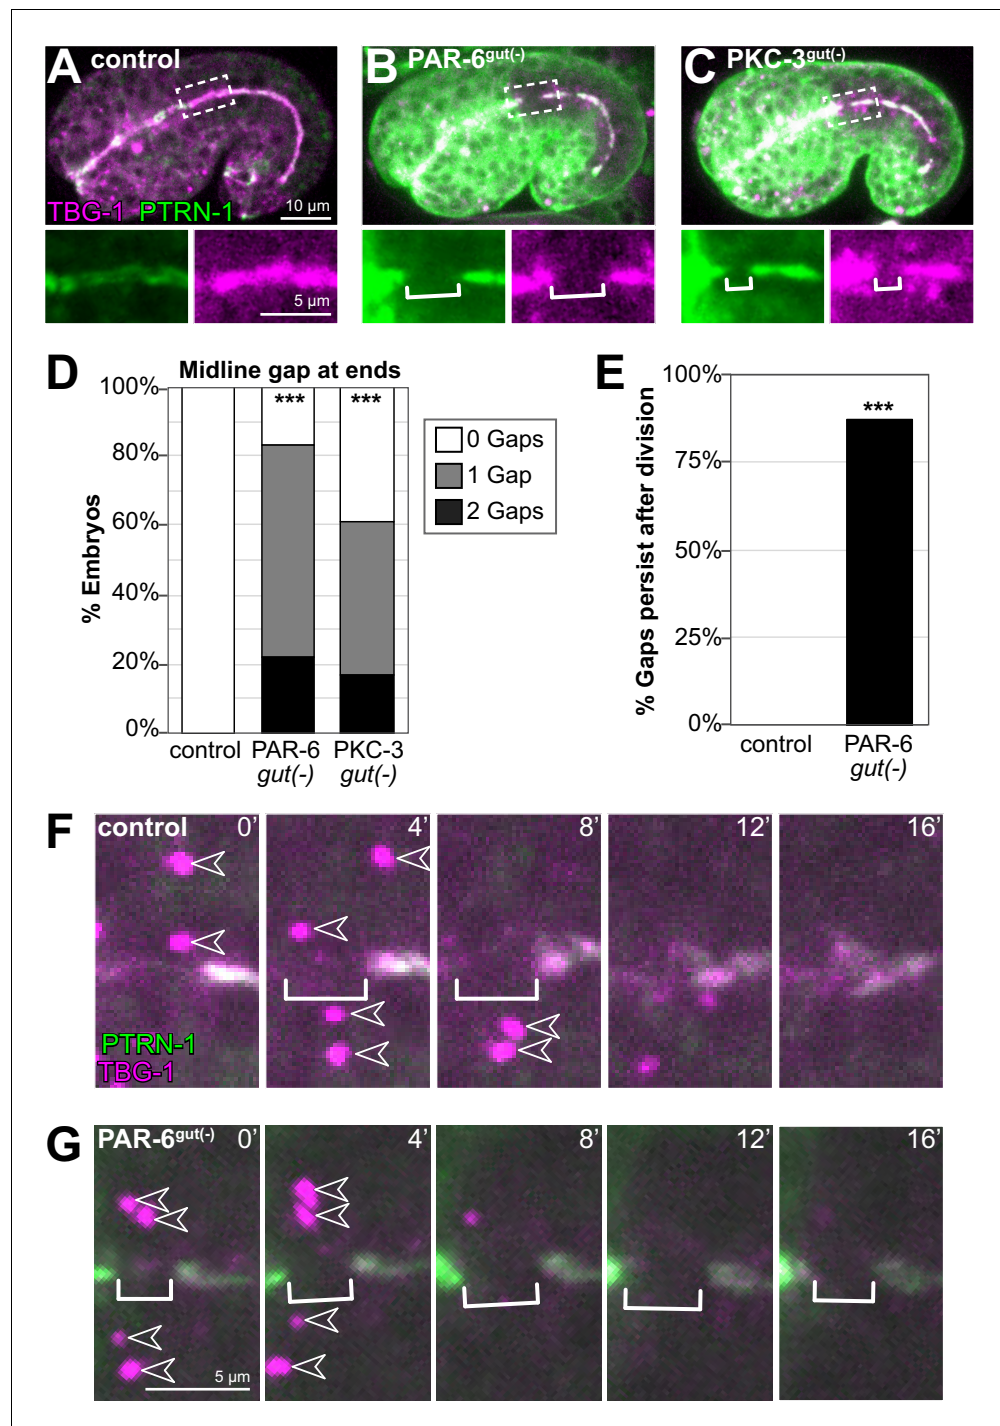 A control
B PAR-6gut(-)
C PKC-3gut(-)
TBG-1 PTRN-1
10 µm
5 µm
D
Midline gap at ends
% Embryos
100%
80%
60%
40%
20%
0%
*** ***
control PAR-6 gut(-) PKC-3 gut(-)
0 Gaps
1 Gap
2 Gaps
E
% Gaps persist after division
100%
75%
50%
25%
0%
***
control PAR-6 gut(-)
F control 0' 4' 8' 12' 16'
PTRN-1
TBG-1
G PAR-6gut(-) 0' 4' 8' 12' 16'
5 µm